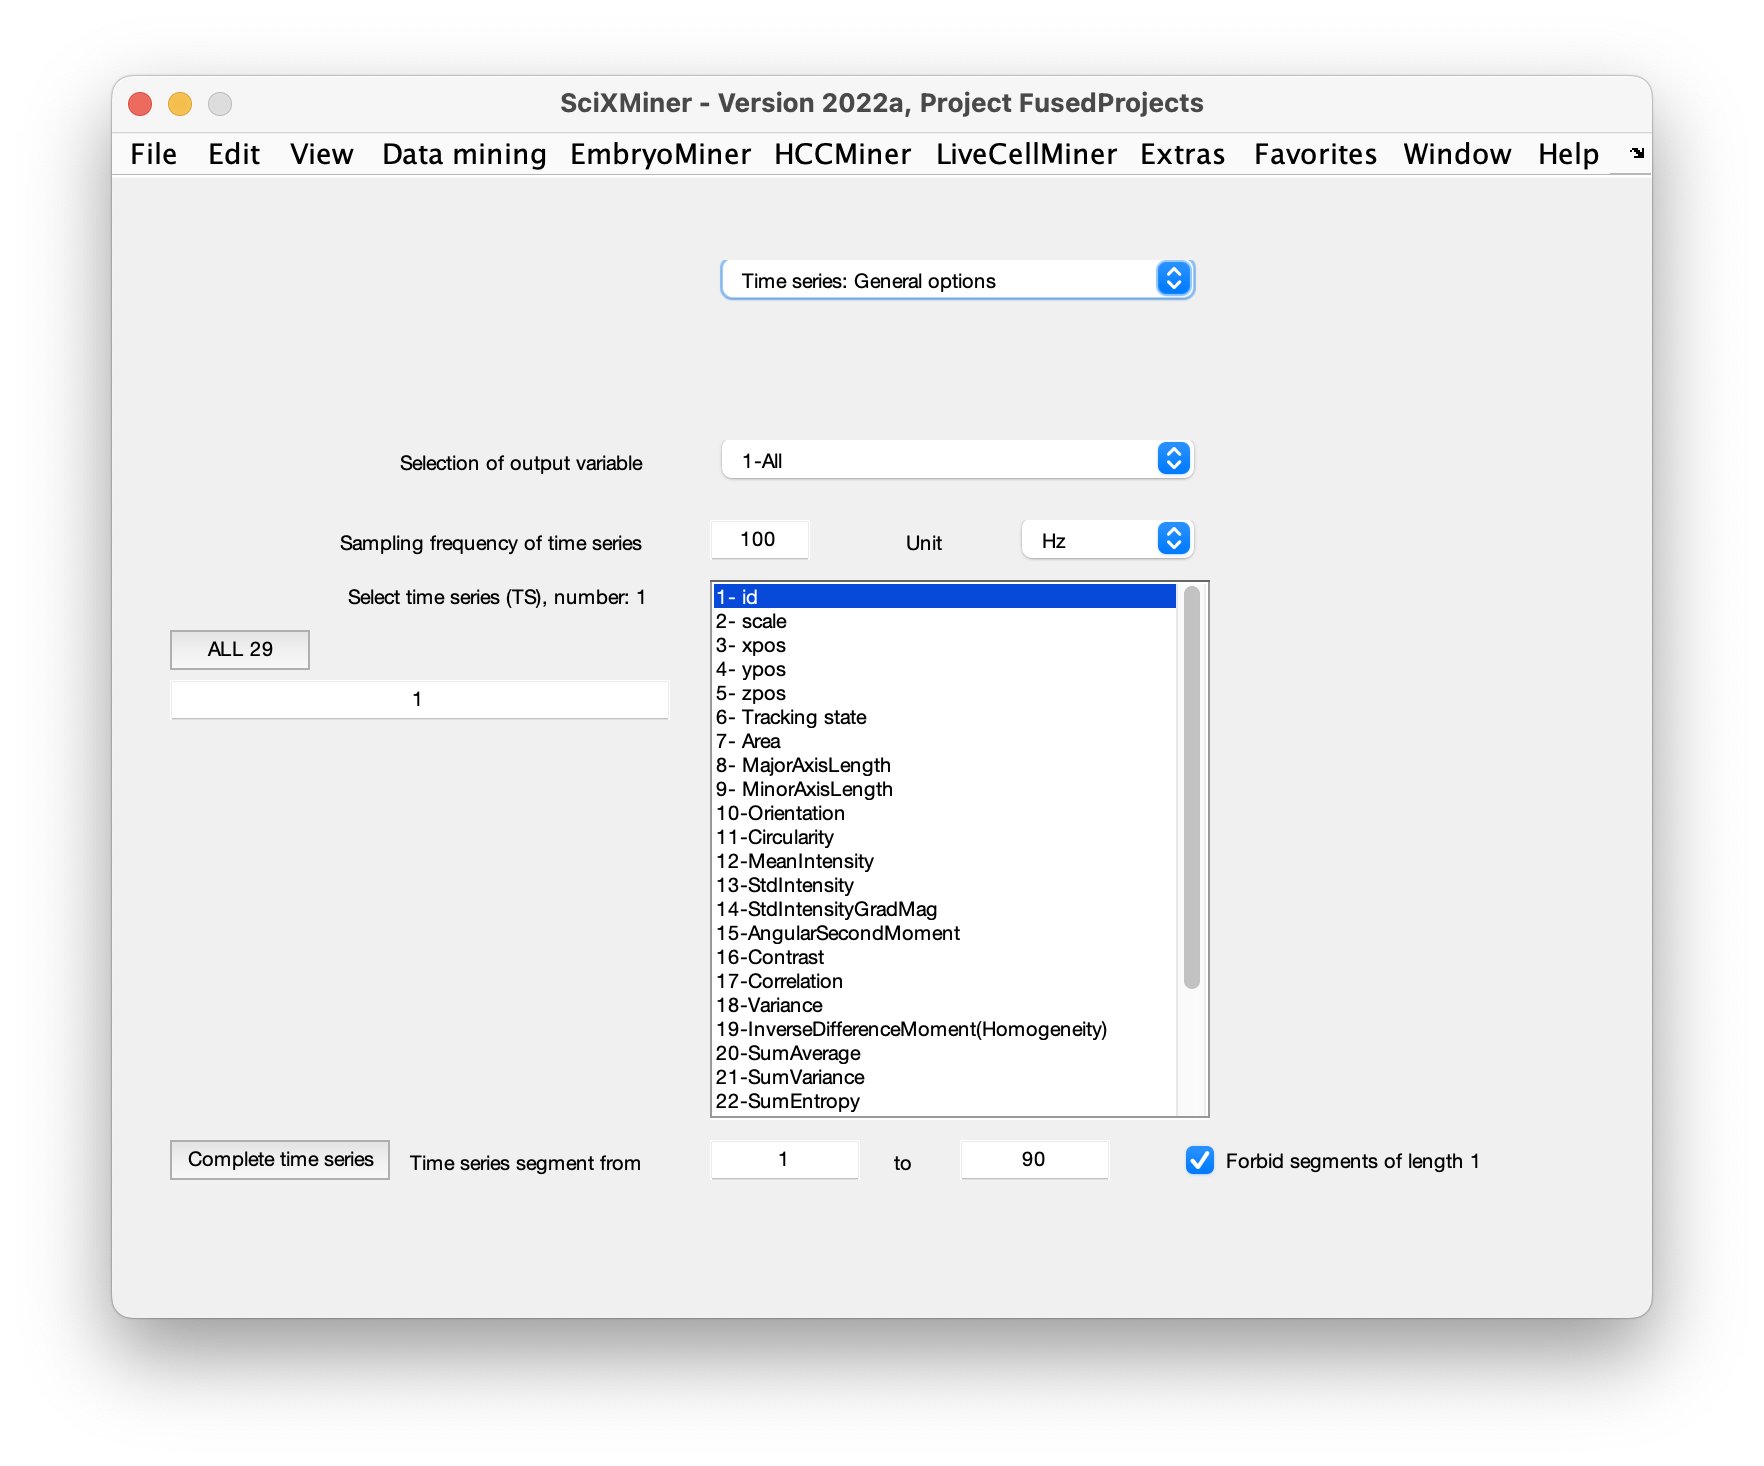 SciXMiner - Version 2022a, Project FusedProjects
File Edit View Data mining EmbryoMiner HCCMiner LiveCellMiner Extras Favorites Window Help
Time series: General options
Selection of output variable 1-All
Sampling frequency of time series 100 Unit Hz
Select time series (TS), number: 1
ALL 29
1
1- id
2- scale
3- xpos
4- ypos
5- zpos
6- Tracking state
7- Area
8- MajorAxisLength
9- MinorAxisLength
10-Orientation
11-Circularity
12-MeanIntensity
13-StdIntensity
14-StdIntensityGradMag
15-AngularSecondMoment
16-Contrast
17-Correlation
18-Variance
19-InverseDifferenceMoment(Homogeneity)
20-SumAverage
21-SumVariance
22-SumEntropy
Complete time series Time series segment from 1 to 90 Forbid segments of length 1